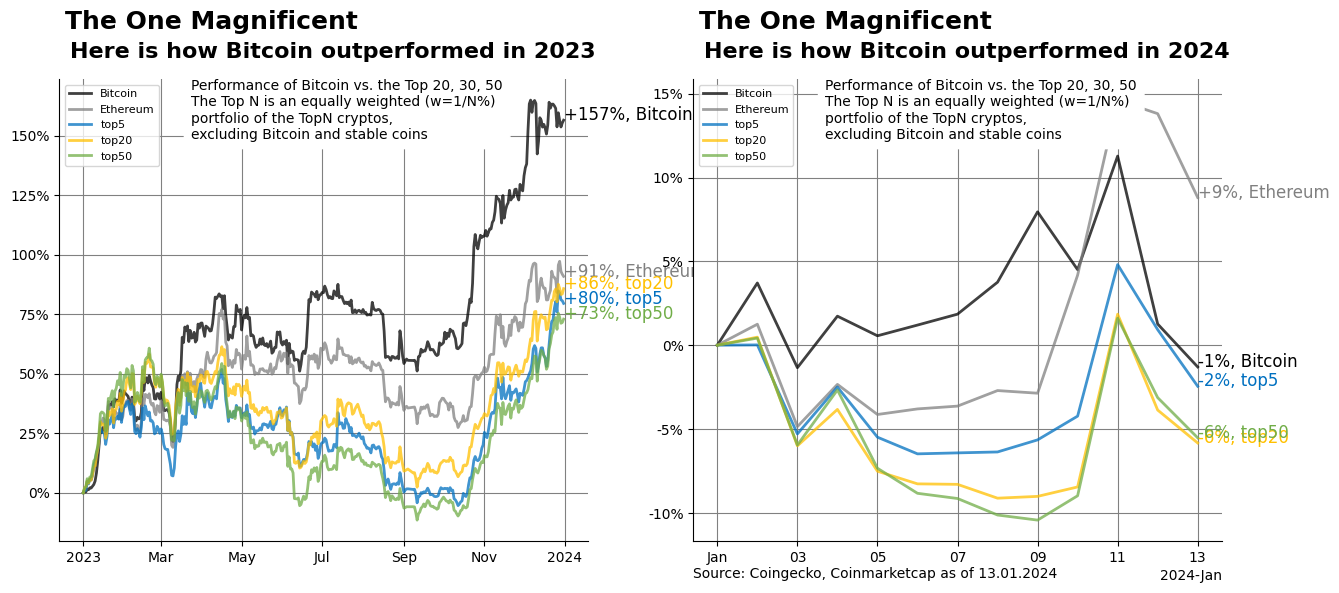 The One Magnificent
Here is how Bitcoin outperformed in 2023
Bitcoin
Ethereum
top5
top20
top50
Performance of Bitcoin vs. the Top 20, 30, 50
The Top N is an equally weighted (w=1/N%)
portfolio of the TopN cryptos,
excluding Bitcoin and stable coins
150%
125%
100%
75%
50%
25%
0%
+157%, Bitcoin
+91%, Ethereum
+86%, top20
+80%, top5
+73%, top50
2023
Mar
May
Jul
Sep
Nov
2024
The One Magnificent
Here is how Bitcoin outperformed in 2024
Bitcoin
Ethereum
top5
top20
top50
Performance of Bitcoin vs. the Top 20, 30, 50
The Top N is an equally weighted (w=1/N%)
portfolio of the TopN cryptos,
excluding Bitcoin and stable coins
15%
10%
5%
0%
-5%
-10%
+9%, Ethereum
-1%, Bitcoin
-2%, top5
-6%, top50
-6%, top20
Jan
03
05
07
09
11
13
Source: Coingecko, Coinmarketcap as of 13.01.2024
2024-Jan